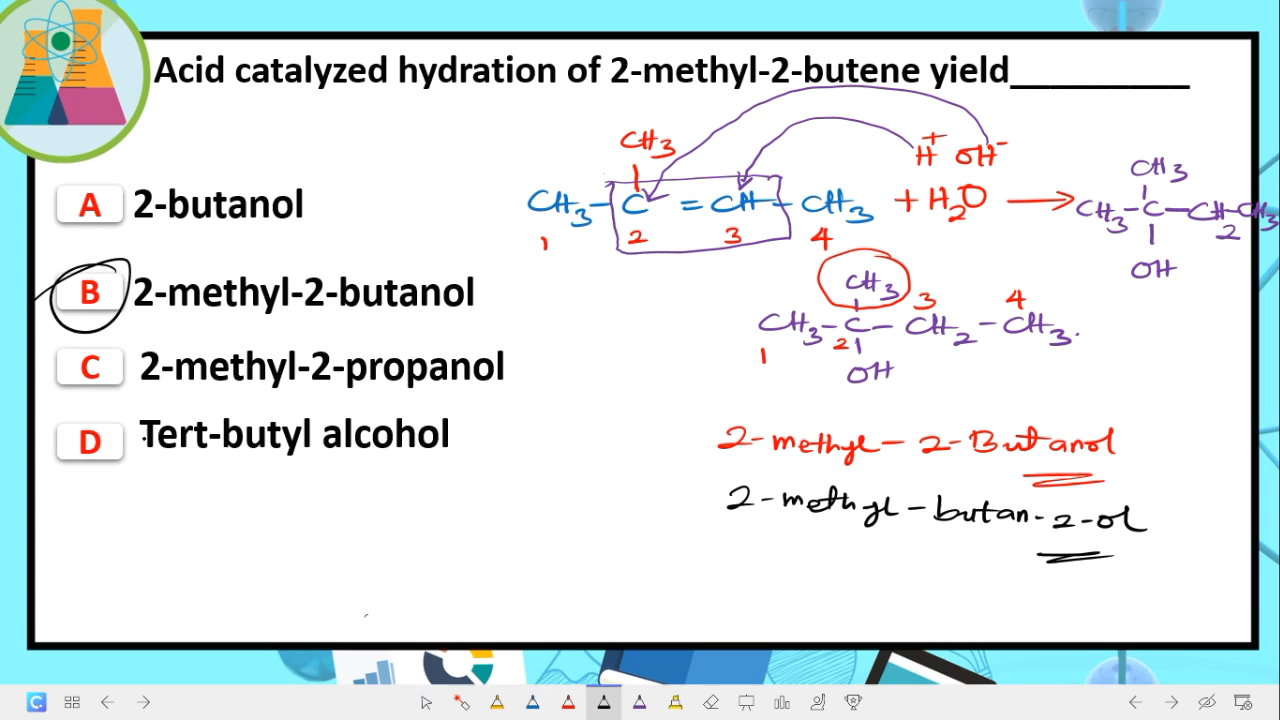 Acid catalyzed hydration of 2-methyl-2-butene yield__________
A 2-butanol
B 2-methyl-2-butanol
C 2-methyl-2-propanol
D Tert-butyl alcohol
CH3
H+ OH-
CH3 - C = CH - CH3 + H2O →
1 2 3 4
CH3
CH3 - C - CH2 CH3
OH
CH3
3 4
CH3 - C - CH2 - CH3.
1 2
OH
2-methyl-2-Butanol
2-methyl-butan-2-ol
C